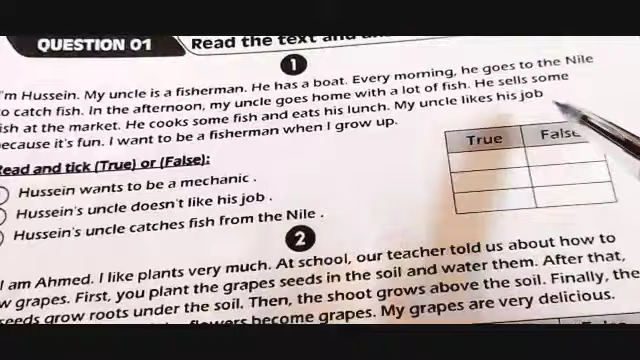 QUESTION 01
Read the text and
1
'm Hussein. My uncle is a fisherman. He has a boat. Every morning, he goes to the Nile
o catch fish. In the afternoon, my uncle goes home with a lot of fish. He sells some
ish at the market. He cooks some fish and eats his lunch. My uncle likes his job
ecause it's fun. I want to be a fisherman when I grow up.
Read and tick (True) or (False):
True False
Hussein wants to be a mechanic .
Hussein's uncle doesn't like his job .
Hussein's uncle catches fish from the Nile .
2
I am Ahmed. I like plants very much. At school, our teacher told us about how to
w grapes. First, you plant the grapes seeds in the soil and water them. After that,
seeds grow roots under the soil. Then, the shoot grows above the soil. Finally, the
flowers become grapes. My grapes are very delicious.